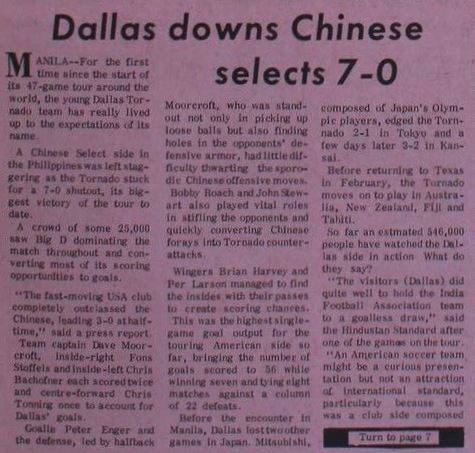 Dallas downs Chinese
selects 7-0
MANILA--For the first
time since the start of
its 47-game tour around the
world, the young Dallas Tor-
nado team has really lived
up to the expectations of its
name.
A Chinese Select side in
the Philippines was left stag-
gering as the Tornado stuck
for a 7-0 shutout, its big-
gest victory of the tour to
date.
A crowd of some 25,000
saw Big D dominating the
match throughout and con-
verting most of its scoring
opportunities to goals.
"The fast-moving USA club
completely outclassed the
Chinese, leading 3-0 at half-
time," said a press report.
Team captain Dave Moor-
croft, inside-right Fons
Stoffels and inside-left Chris
Bachofner each scored twice
and centre-forward Chris
Tonning once to account for
Dallas' goals.
Goalie Peter Enger and
the defense, led by halfback
Moorcroft, who was stand-
out not only in picking up
loose balls but also finding
holes in the opponents' de-
fensive armor, had little dif-
ficulty thwarting the sporo-
dic Chinese offensive moves.
Bobby Roach and John Stew-
art also played vital roles
in stifling the opponents and
quickly converting Chinese
forays into Tornado counter-
attacks.
Wingers Brian Harvey and
Per Larson managed to find
the insides with their passes
to create scoring chances.
This was the highest single-
game goal output for the
touring American side so
far, bringing the number of
goals scored to 56 while
winning seven and tying eight
matches against a column
of 22 defeats.
Before the encounter in
Manila, Dallas lost two other
games in Japan. Mitsubishi,
composed of Japan's Olym-
pic players, edged the Torn-
nado 2-1 in Tokyo and a
few days later 3-2 in Kan-
sai.
Before returning to Texas
in February, the Tornado
moves on to play in Austra-
lia, New Zealand, Fiji and
Tahiti.
So far an estmated 546,000
people have watched the Dal-
las side in action What do
they say?
"The visitors (Dallas) did
quite well to hold the India
Football Association team
to a goalless draw," said
the Hindustan Standard after
one of the games on the tour.
"An American soccer team
might be a curious presen-
tation but not an attraction
of international standard,
particularly because this
was a club side composed
Turn to page 7